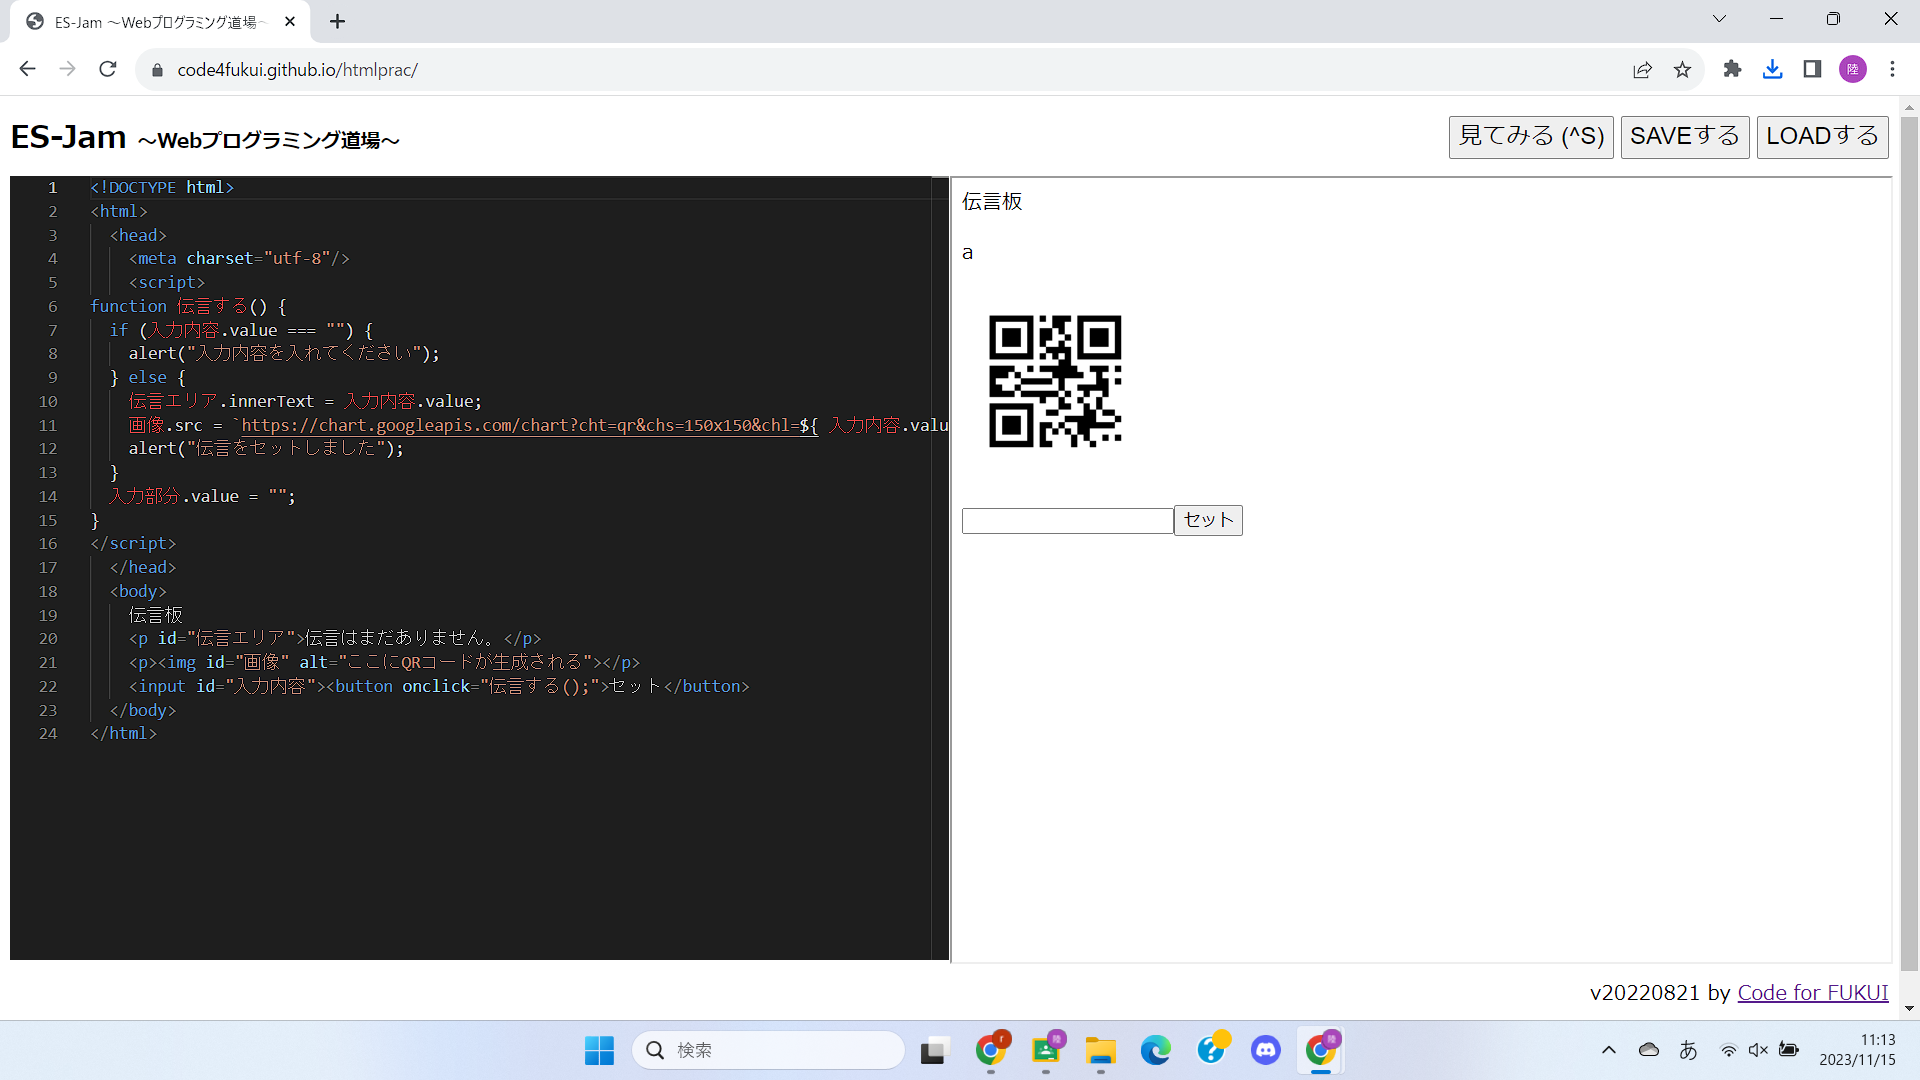 ES-Jam ～Webプログラミング道場～
code4fukui.github.io/htmlprac/
陸
ES-Jam ～Webプログラミング道場～
見てみる (^S) SAVEする LOADする
1 <!DOCTYPE html>
2 <html>
3 <head>
4 <meta charset="utf-8"/>
5 <script>
6 function 伝言する() {
7 if (入力内容.value === "") {
8 alert("入力内容を入れてください");
9 } else {
10 伝言エリア.innerText = 入力内容.value;
11 画像.src = `https://chart.googleapis.com/chart?cht=qr&chs=150x150&chl=${ 入力内容.valu
12 alert("伝言をセットしました");
13 }
14 入力部分.value = "";
15 }
16 </script>
17 </head>
18 <body>
19 伝言板
20 <p id="伝言エリア">伝言はまだありません。</p>
21 <p><img id="画像" alt="ここにQRコードが生成される"></p>
22 <input id="入力内容"><button onclick="伝言する();">セット</button>
23 </body>
24 </html>
伝言板
a
セット
v20220821 by Code for FUKUI
検索
r
陸
陸
あ
11:13
2023/11/15